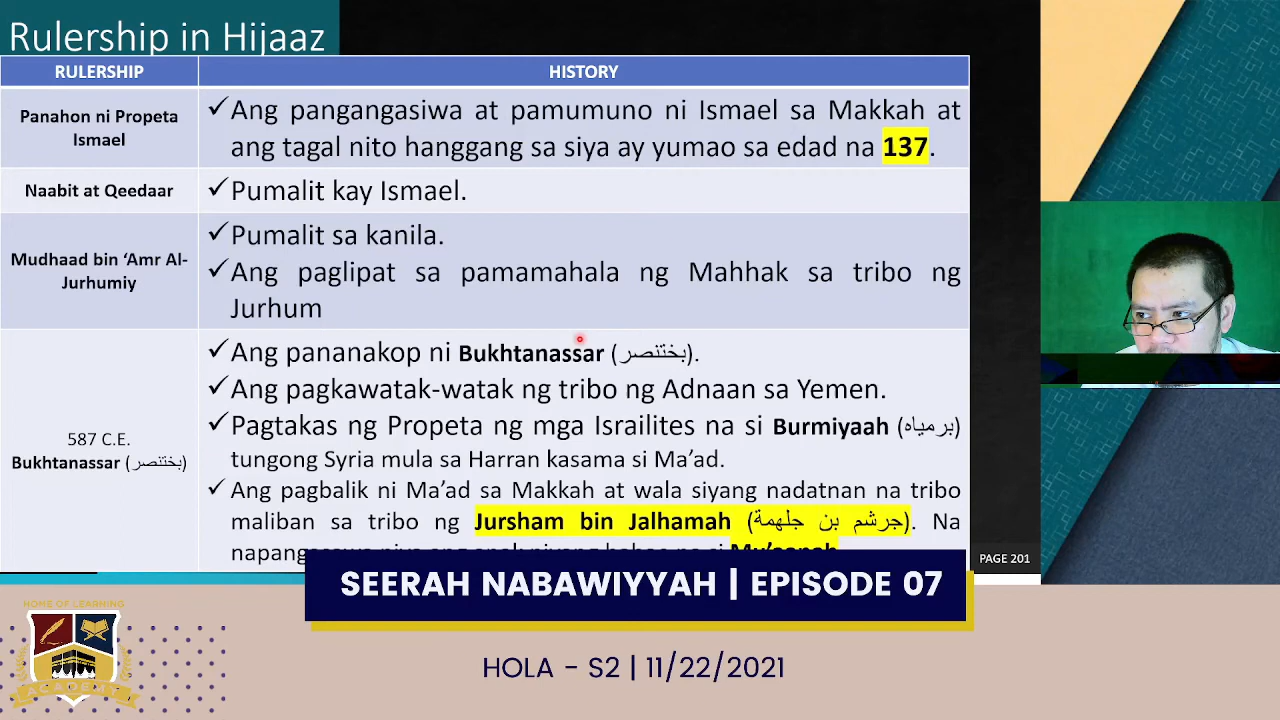 Rulership in Hijaaz
RULERSHIP
HISTORY
Panahon ni Propeta
Ismael
✓Ang pangangasiwa at pamumuno ni Ismael sa Makkah at
ang tagal nito hanggang sa siya ay yumao sa edad na 137.
Naabit at Qeedaar
✓Pumalit kay Ismael.
Mudhaad bin ‘Amr Al-
Jurhumiy
✓Pumalit sa kanila.
✓Ang paglipat sa pamamahala ng Mahhak sa tribo ng
Jurhum
587 C.E.
Bukhtanassar (بختنصر)
✓Ang pananakop ni Bukhtanassar (بختنصر).
✓Ang pagkawatak-watak ng tribo ng Adnaan sa Yemen.
✓Pagtakas ng Propeta ng mga Israilites na si Burmiyaah (برمياه)
tungong Syria mula sa Harran kasama si Ma’ad.
✓Ang pagbalik ni Ma’ad sa Makkah at wala siyang nadatnan na tribo
maliban sa tribo ng Jursham bin Jalhamah (جرشم بن جلهمة). Na
PAGE 201
SEERAH NABAWIYYAH | EPISODE 07
HOME OF LEARNING
ACADEMY
HOLA - S2 | 11/22/2021